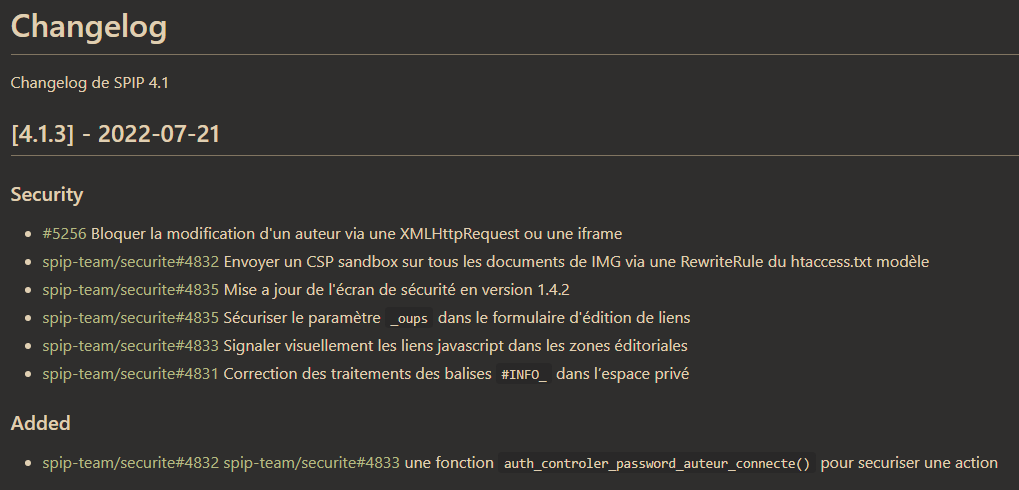 Changelog
Changelog de SPIP 4.1
[4.1.3] - 2022-07-21
Security
• #5256 Bloquer la modification d'un auteur via une XMLHttpRequest ou une iframe
• spip-team/securite#4832 Envoyer un CSP sandbox sur tous les documents de IMG via une RewriteRule du htaccess.txt modèle
• spip-team/securite#4835 Mise a jour de l'écran de sécurité en version 1.4.2
• spip-team/securite#4835 Sécuriser le paramètre _oups dans le formulaire d'édition de liens
• spip-team/securite#4833 Signaler visuellement les liens javascript dans les zones éditoriales
• spip-team/securite#4831 Correction des traitements des balises #INFO_ dans l’espace privé
Added
• spip-team/securite#4832 spip-team/securite#4833 une fonction auth_controler_password_auteur_connecte() pour securiser une action